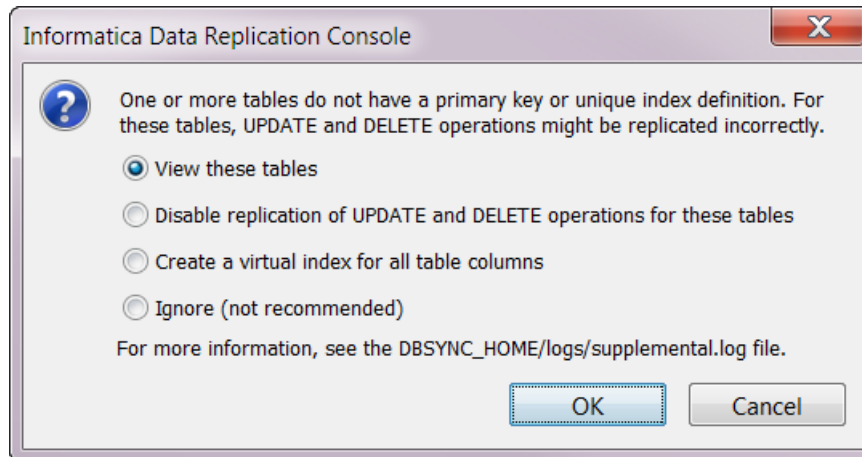 Informatica Data Replication Console
One or more tables do not have a primary key or unique index definition. For
these tables, UPDATE and DELETE operations might be replicated incorrectly.
View these tables
Disable replication of UPDATE and DELETE operations for these tables
Create a virtual index for all table columns
Ignore (not recommended)
For more information, see the DBSYNC_HOME/logs/supplemental.log file.
OK Cancel